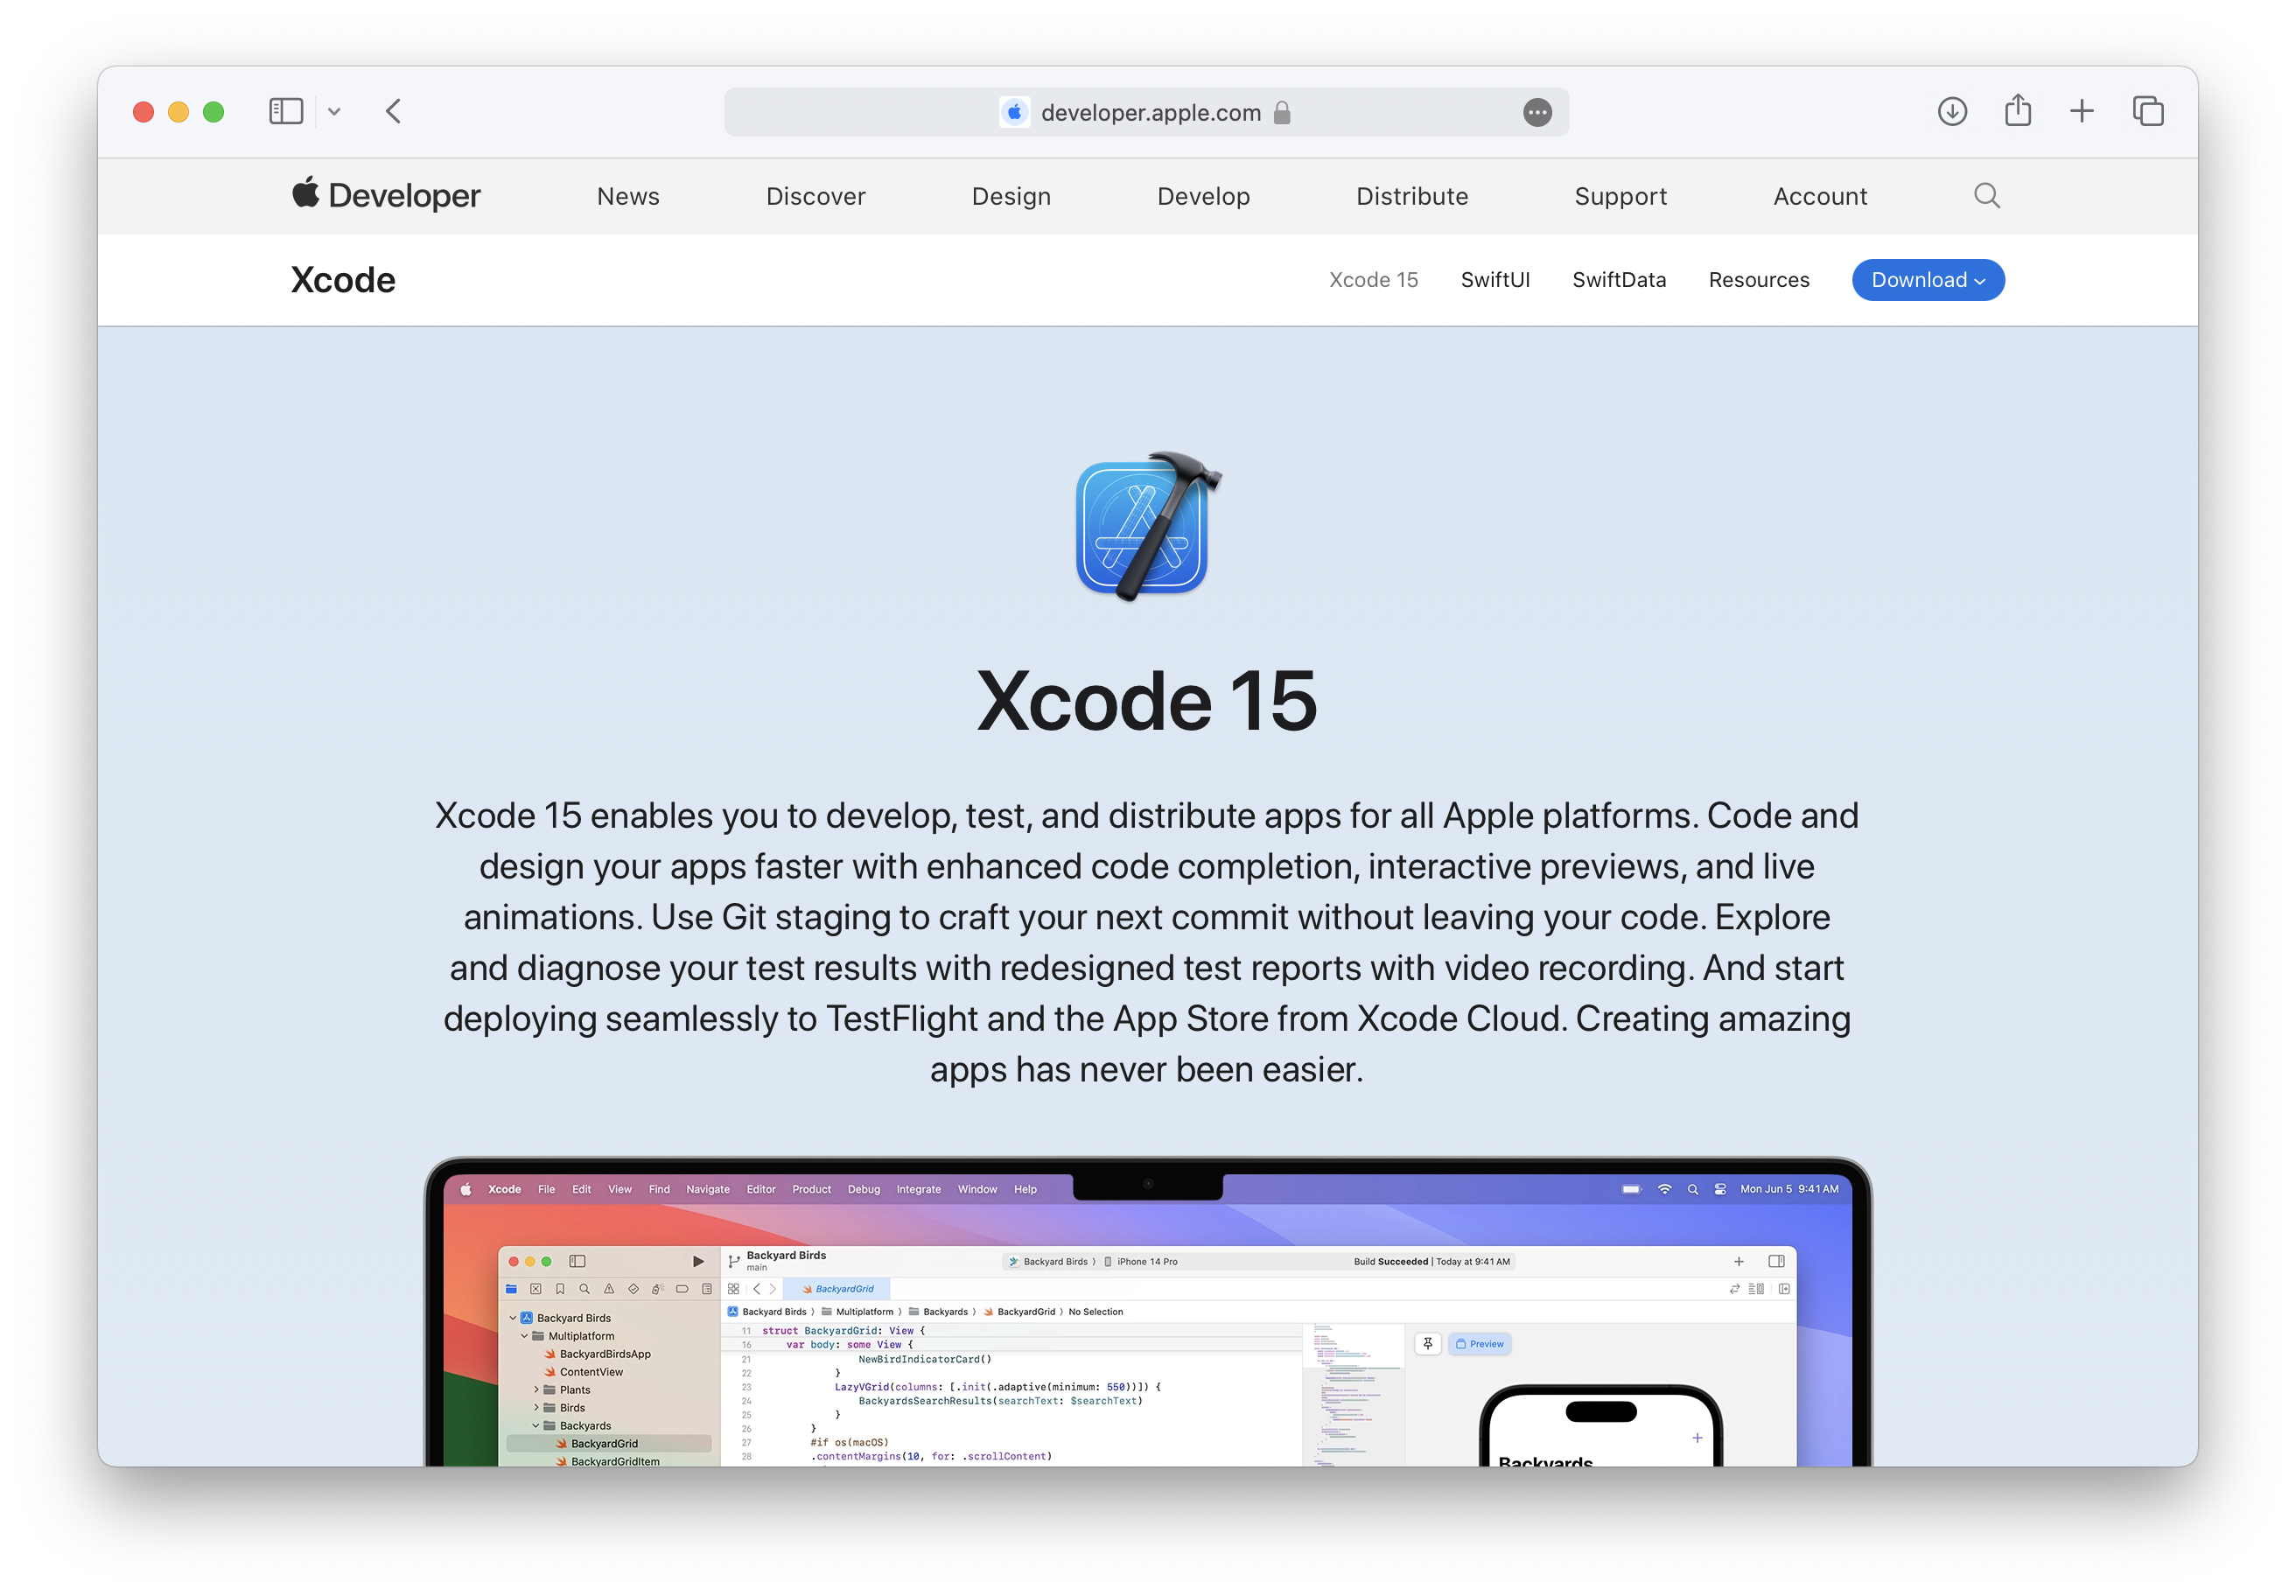 developer.apple.com
Developer News Discover Design Develop Distribute Support Account
Xcode Xcode 15 SwiftUI SwiftData Resources Download
Xcode 15
Xcode 15 enables you to develop, test, and distribute apps for all Apple platforms. Code and
design your apps faster with enhanced code completion, interactive previews, and live
animations. Use Git staging to craft your next commit without leaving your code. Explore
and diagnose your test results with redesigned test reports with video recording. And start
deploying seamlessly to TestFlight and the App Store from Xcode Cloud. Creating amazing
apps has never been easier.
Xcode File Edit View Find Navigate Editor Product Debug Integrate Window Help Mon Jun 5 9:41 AM
Backyard Birds
main
Backyard Birds iPhone 14 Pro Build Succeeded | Today at 9:41 AM
BackyardGrid
Backyard Birds Multiplatform Backyards BackyardGrid No Selection
Backyard Birds
Multiplatform
BackyardBirdsApp
ContentView
Plants
Birds
Backyards
BackyardGrid
BackyardGridItem
11 struct BackyardGrid: View {
16 var body: some View {
21 NewBirdIndicatorCard()
22 }
23 LazyVGrid(columns: [.init(.adaptive(minimum: 550))]) {
24 BackyardsSearchResults(searchText: $searchText)
25 }
26 }
27 #if os(macOS)
28 .contentMargins(10, for: .scrollContent)
Preview
Backyards